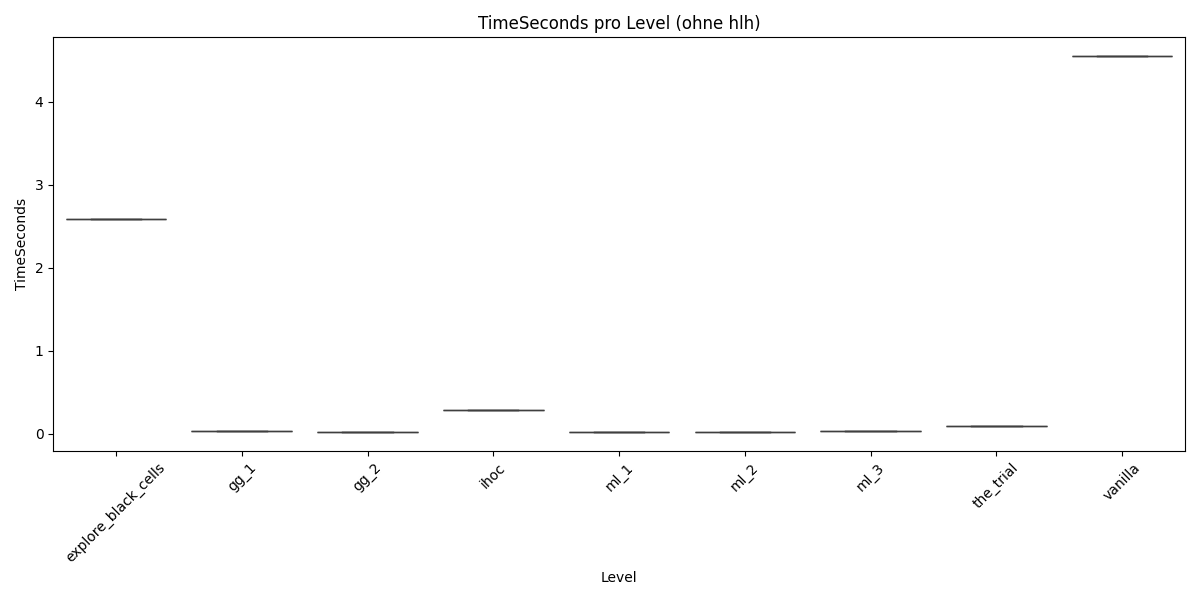 TimeSeconds pro Level (ohne hlh)
TimeSeconds
4
3
2
1
0
explore_black_cells
gg_1
gg_2
ihoc
ml_1
ml_2
ml_3
the_trial
vanilla
Level